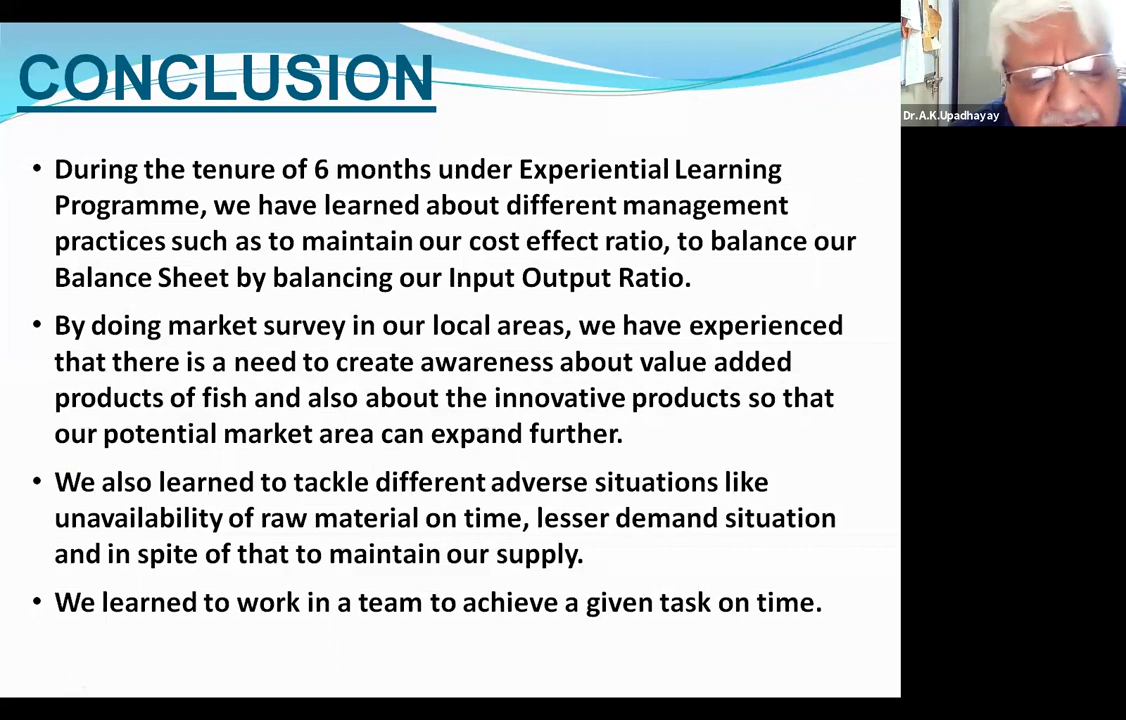 CONCLUSION
Dr.A.K.Upadhayay
• During the tenure of 6 months under Experiential Learning
Programme, we have learned about different management
practices such as to maintain our cost effect ratio, to balance our
Balance Sheet by balancing our Input Output Ratio.
• By doing market survey in our local areas, we have experienced
that there is a need to create awareness about value added
products of fish and also about the innovative products so that
our potential market area can expand further.
• We also learned to tackle different adverse situations like
unavailability of raw material on time, lesser demand situation
and in spite of that to maintain our supply.
• We learned to work in a team to achieve a given task on time.